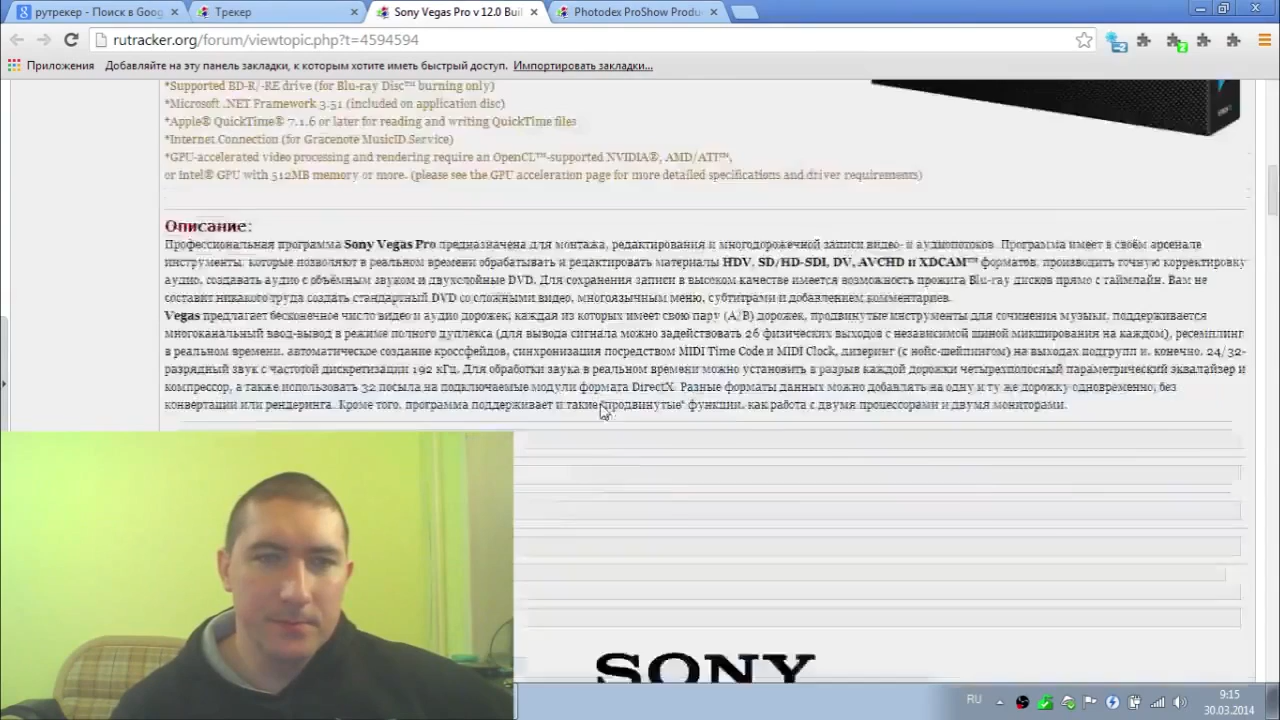 рутрекер - Поиск в Goog
Трекер
Sony Vegas Pro v 12.0 Buil
Photodex ProShow Produ
rutracker.org/forum/viewtopic.php?t=4594594
Приложения
Добавляйте на эту панель закладки, к которым хотите иметь быстрый доступ.
Импортировать закладки...
*Supported BD-R/-RE drive (for Blu-ray Disc™ burning only)
*Microsoft .NET Framework 3.51 (included on application disc)
*Apple® QuickTime® 7.1.6 or later for reading and writing QuickTime files
*Internet Connection (for Gracenote MusicID Service)
*GPU-accelerated video processing and rendering require an OpenCL™-supported NVIDIA®, AMD/ATI™,
or Intel® GPU with 512MB memory or more. (please see the GPU acceleration page for more detailed specifications and driver requirements)
Описание:
Профессиональная программа Sony Vegas Pro предназначена для монтажа, редактирования и многодорожечной записи видео- и аудиопотоков. Программа имеет в своём арсенале
инструменты, которые позволяют в реальном времени обрабатывать и редактировать материалы HDV, SD/HD-SDI, DV, AVCHD и XDCAM™ форматов, производить точную корректировку
аудио, создавать аудио с объёмным звуком и двухслойные DVD. Для сохранения записи в высоком качестве имеется возможность прожига Blu-ray дисков прямо с таймлайн. Вам не
составит никакого труда создать стандартный DVD со сложными видео, многоязычным меню, субтитрами и добавлением комментариев.
Vegas предлагает бесконечное число видео и аудио дорожек, каждая из которых имеет свою пару (A/B) дорожек, продвинутые инструменты для сочинения музыки, поддерживается
многоканальный ввод-вывод в режиме полного дуплекса (для вывода сигнала можно задействовать 26 физических выходов с независимой шиной микширования на каждом), ресемплинг
в реальном времени, автоматическое создание кроссфейдов, синхронизация посредством MIDI Time Code и MIDI Clock, дизеринг (с нойс-шейпингом) на выходах подгрупп и, конечно, 24/32-
разрядный звук с частотой дискретизации 192 кГц. Для обработки звука в реальном времени можно установить в разрыв каждой дорожки четырехполосный параметрический эквалайзер и
компрессор, а также использовать 32 посыла на подключаемые модули формата DirectX. Разные форматы данных можно добавлять на одну и ту же дорожку одновременно, без
конвертации или рендеринга. Кроме того, программа поддерживает и такие "продвинутые" функции, как работа с двумя процессорами и двумя мониторами.
SONY
RU
9:15
30.03.2014